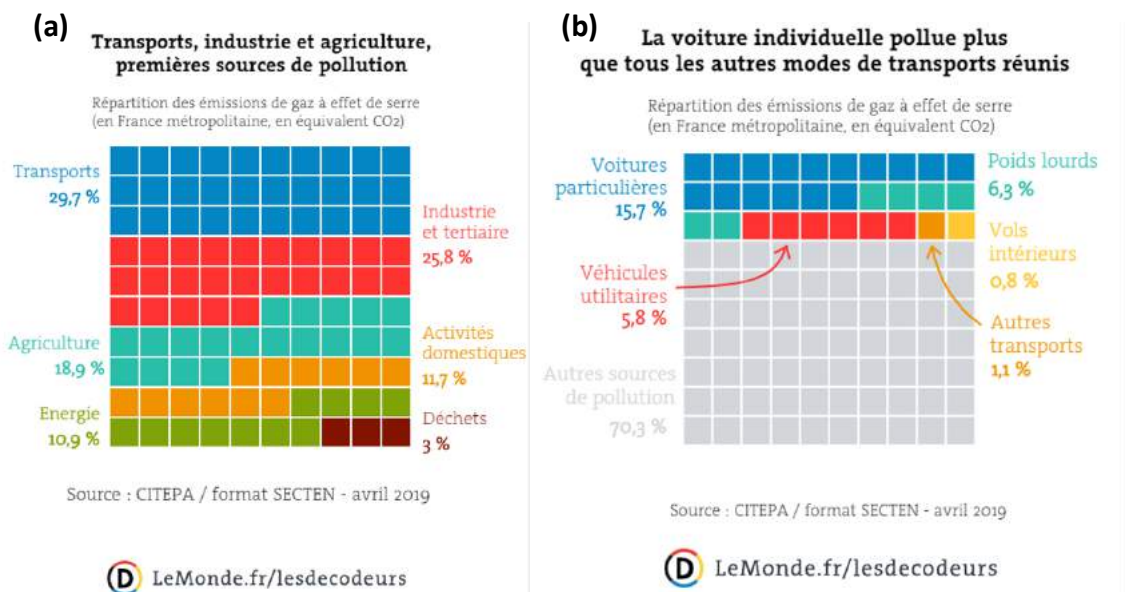 (a)
Transports, industrie et agriculture,
premières sources de pollution
Répartition des émissions de gaz à effet de serre
(en France métropolitaine, en équivalent CO2)
Transports
29,7 %
Industrie
et tertiaire
25,8 %
Agriculture
18,9 %
Activités
domestiques
11,7 %
Energie
10,9 %
Déchets
3 %
Source : CITEPA / format SECTEN - avril 2019
D LeMonde.fr/lesdecodeurs
(b)
La voiture individuelle pollue plus
que tous les autres modes de transports réunis
Répartition des émissions de gaz à effet de serre
(en France métropolitaine, en équivalent CO2)
Voitures
particulières
15,7 %
Poids lourds
6,3 %
Véhicules
utilitaires
5,8 %
Vols
intérieurs
0,8 %
Autres
transports
1,1 %
Autres sources
de pollution
70,3 %
Source : CITEPA / format SECTEN - avril 2019
D LeMonde.fr/lesdecodeurs